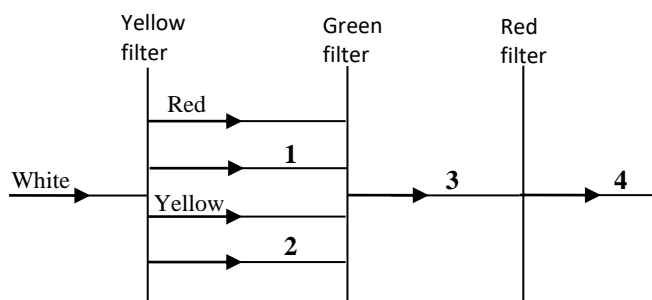 Yellow
filter
Green
filter
Red
filter
Red
1
White
3
4
Yellow
2